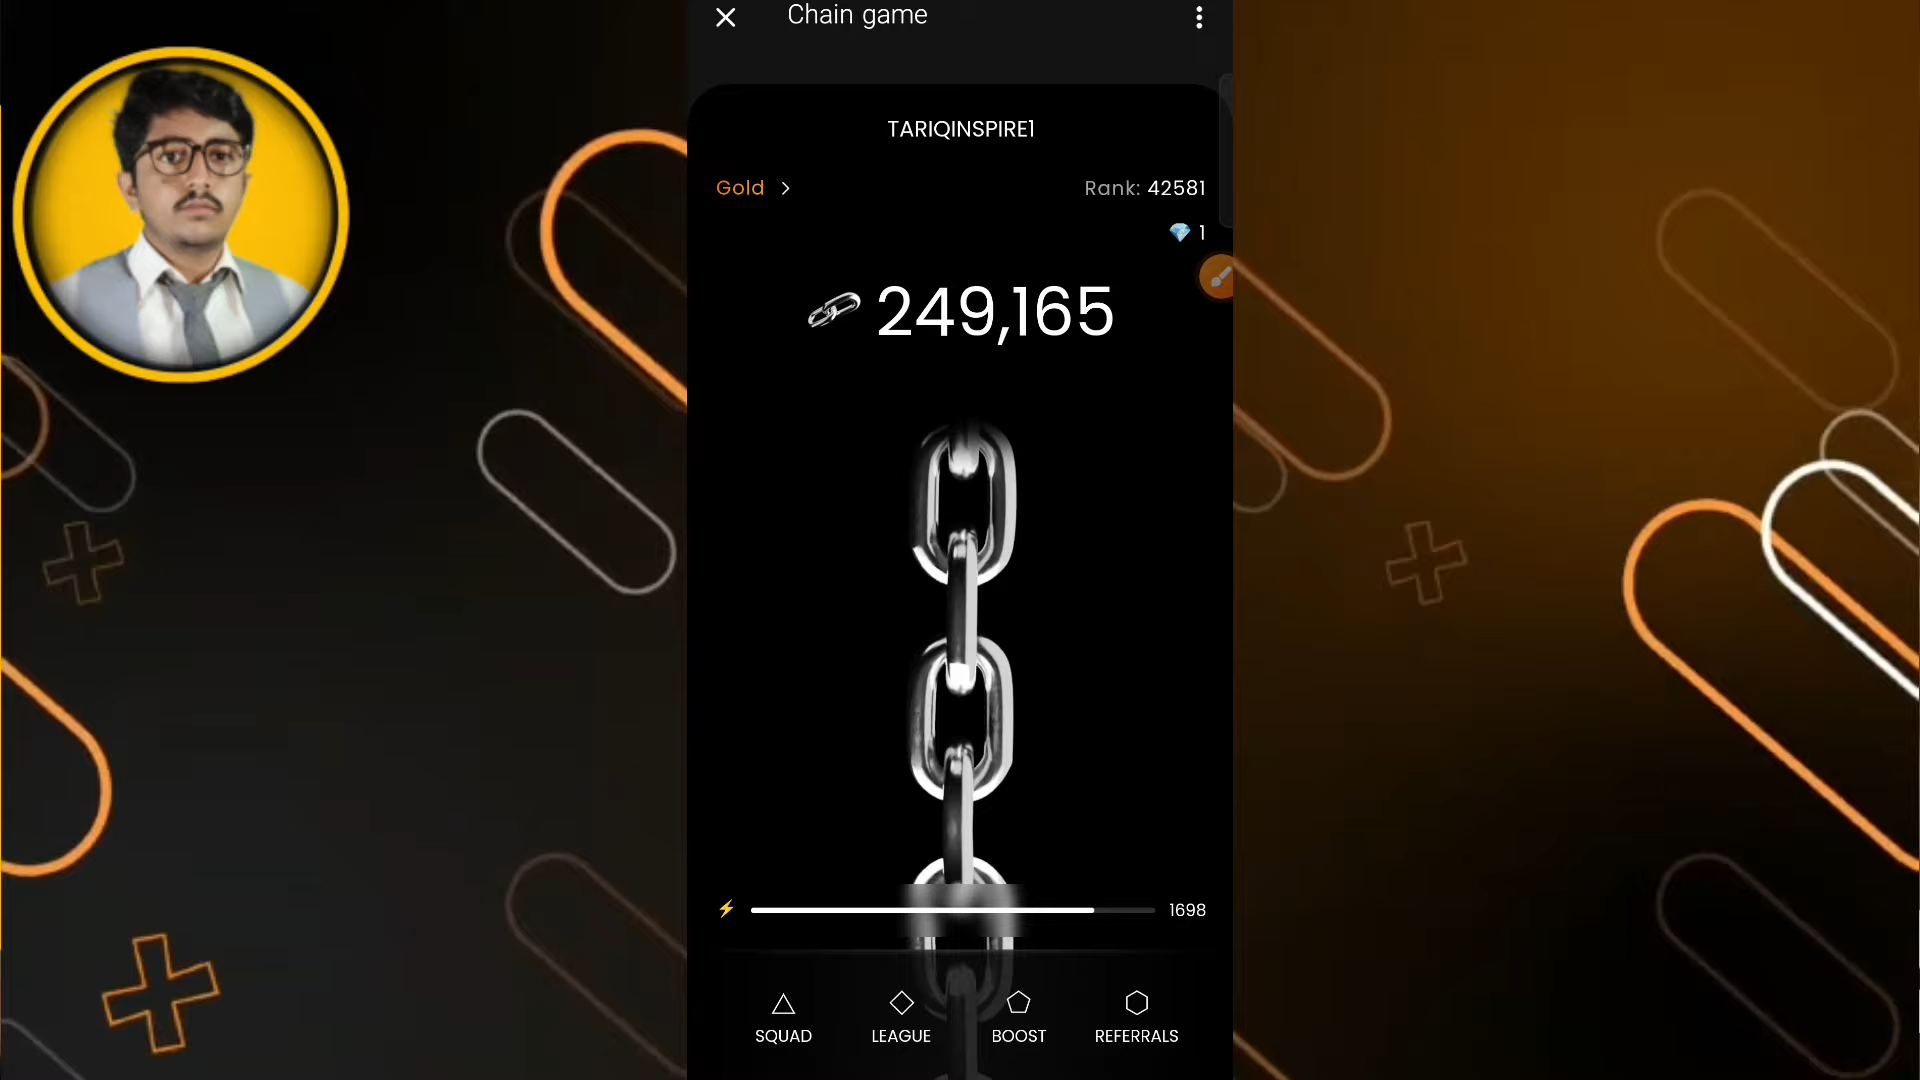 Chain game
TARIQINSPIRE1
Gold
Rank: 42581
1
249,165
1698
SQUAD
LEAGUE
BOOST
REFERRALS